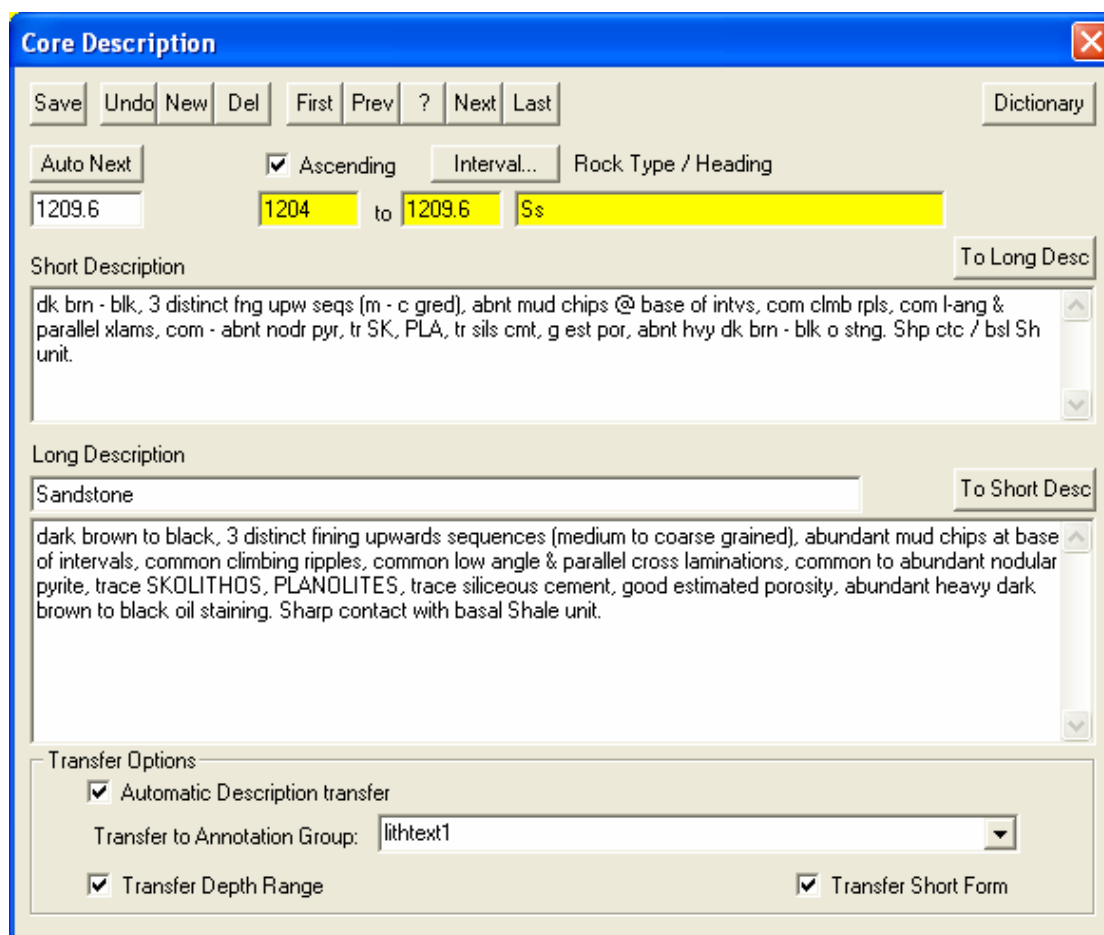 Core Description
Save Undo New Del First Prev ? Next Last Dictionary
Auto Next Ascending Interval... Rock Type / Heading
1209.6 1204 to 1209.6 Ss
To Long Desc
Short Description
dk brn - blk, 3 distinct fng upw seqs (m - c gred), abnt mud chips @ base of intvs, com clmb rpls, com l-ang &
parallel xlams, com - abnt nodr pyr, tr SK, PLA, tr sils cmt, g est por, abnt hvy dk brn - blk o stng. Shp ctc / bsl Sh
unit.
Long Description
Sandstone To Short Desc
dark brown to black, 3 distinct fining upwards sequences (medium to coarse grained), abundant mud chips at base
of intervals, common climbing ripples, common low angle & parallel cross laminations, common to abundant nodular
pyrite, trace SKOLITHOS, PLANOLITES, trace siliceous cement, good estimated porosity, abundant heavy dark
brown to black oil staining. Sharp contact with basal Shale unit.
Transfer Options
Automatic Description transfer
Transfer to Annotation Group: lithtext1
Transfer Depth Range Transfer Short Form